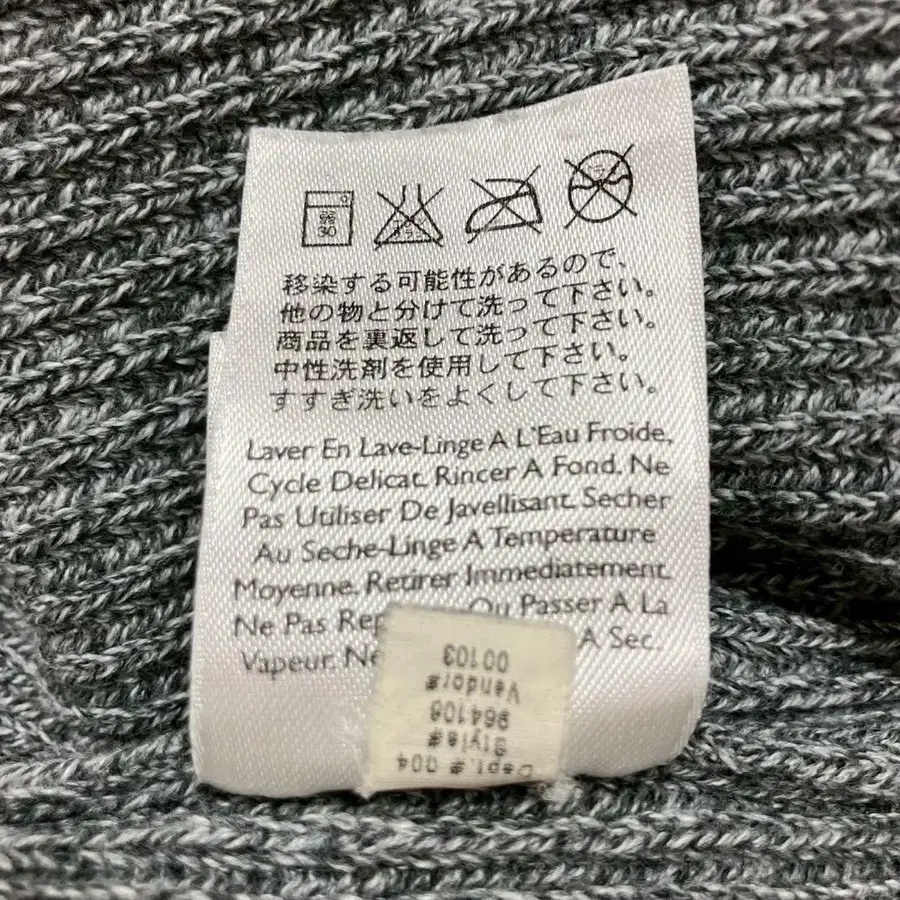 弱
30
移染する可能性があるので、
他の物と分けて洗って下さい。
商品を裏返して洗って下さい。
中性洗剤を使用して下さい。
すすぎ洗いをよくして下さい。
Laver En Lave-Linge A L'Eau Froide,
Cycle Delicat. Rincer A Fond. Ne
Pas Utiliser De Javellisant. Secher
Au Seche-Linge A Temperature
Moyenne. Retirer Immediatement.
Ne Pas Rep Ou Passer A La
Vapeur. Ne A Sec.
Dept.# 004
Style#
964108
Vendor#
00103